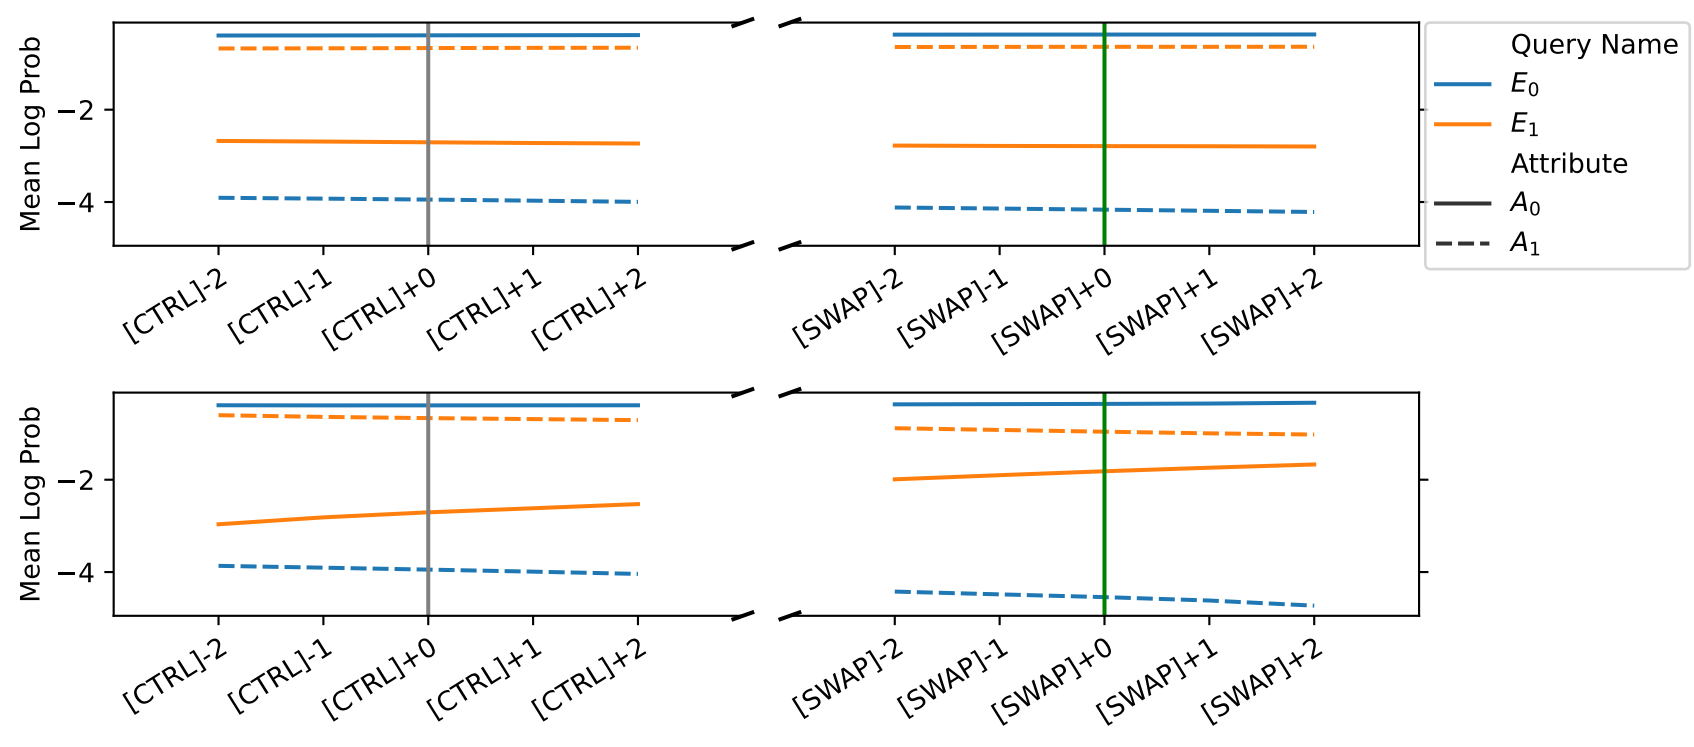 Mean Log Prob
−2
−4
[CTRL]-2
[CTRL]-1
[CTRL]+0
[CTRL]+1
[CTRL]+2
[SWAP]-2
[SWAP]-1
[SWAP]+0
[SWAP]+1
[SWAP]+2
Query Name
E0
E1
Attribute
A0
A1
Mean Log Prob
−2
−4
[CTRL]-2
[CTRL]-1
[CTRL]+0
[CTRL]+1
[CTRL]+2
[SWAP]-2
[SWAP]-1
[SWAP]+0
[SWAP]+1
[SWAP]+2